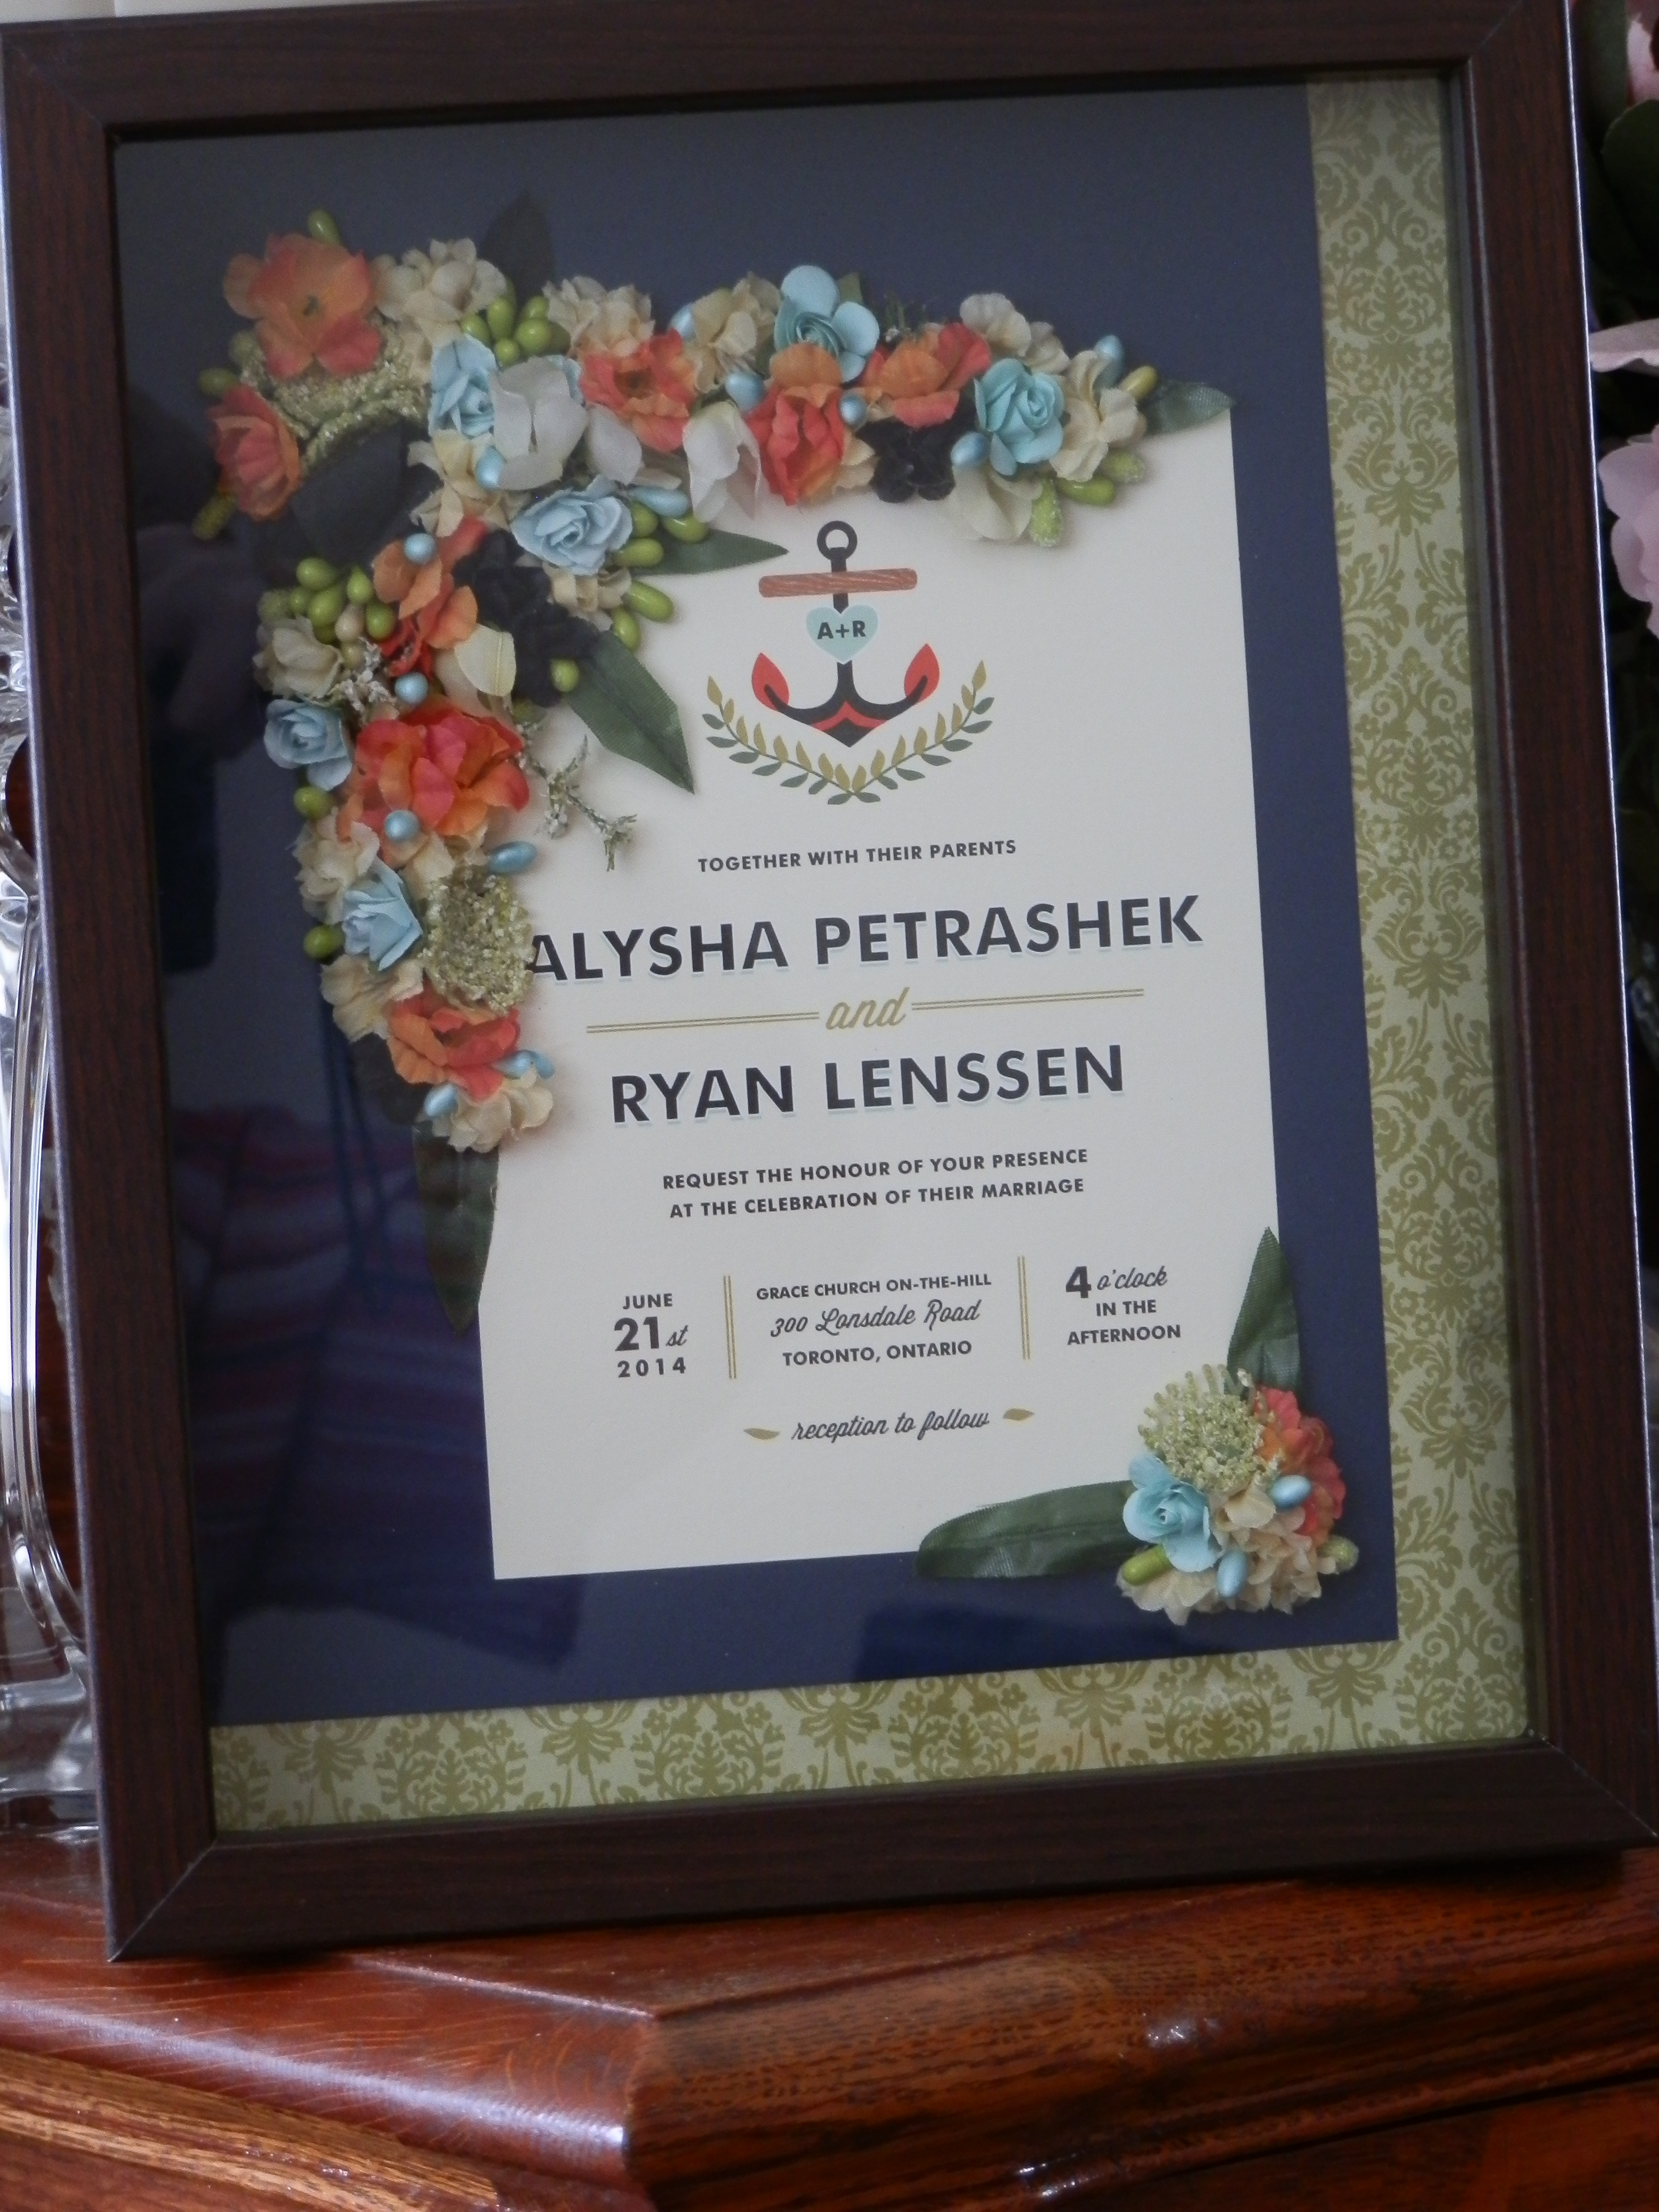 A+R
TOGETHER WITH THEIR PARENTS
ALYSHA PETRASHEK
and
RYAN LENSSEN
REQUEST THE HONOUR OF YOUR PRESENCE
AT THE CELEBRATION OF THEIR MARRIAGE
JUNE
21st
2014
GRACE CHURCH ON-THE-HILL
300 Lonsdale Road
TORONTO, ONTARIO
4 o'clock
IN THE
AFTERNOON
reception to follow